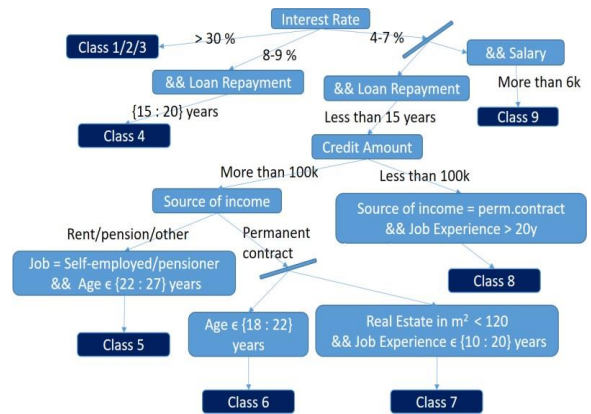 Interest Rate
> 30 %
4-7 %
Class 1/2/3
8-9 %
&& Salary
&& Loan Repayment
&& Loan Repayment
More than 6k
{15 : 20} years
Less than 15 years
Class 9
Class 4
Credit Amount
More than 100k
Less than 100k
Source of income
Source of income = perm.contract
&& Job Experience > 20y
Rent/pension/other
Permanent
contract
Job = Self-employed/pensioner
&& Age ϵ {22 : 27} years
Class 8
Age ϵ {18 : 22}
years
Real Estate in m² < 120
&& Job Experience ϵ {10 : 20} years
Class 5
Class 6
Class 7